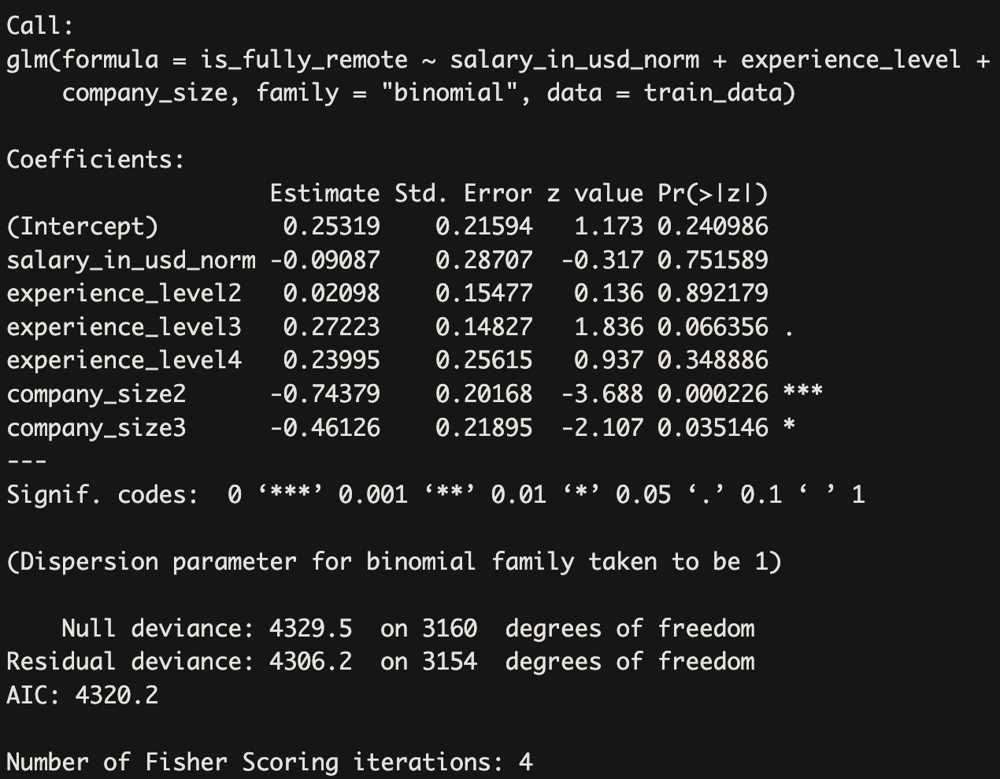 Call:
glm(formula = is_fully_remote ~ salary_in_usd_norm + experience_level +
    company_size, family = "binomial", data = train_data)

Coefficients:
                   Estimate Std. Error z value Pr(>|z|)
(Intercept)         0.25319    0.21594   1.173 0.240986
salary_in_usd_norm -0.09087    0.28707  -0.317 0.751589
experience_level2   0.02098    0.15477   0.136 0.892179
experience_level3   0.27223    0.14827   1.836 0.066356 .
experience_level4   0.23995    0.25615   0.937 0.348886
company_size2      -0.74379    0.20168  -3.688 0.000226 ***
company_size3      -0.46126    0.21895  -2.107 0.035146 *
---
Signif. codes:  0 ‘***’ 0.001 ‘**’ 0.01 ‘*’ 0.05 ‘.’ 0.1 ‘ ’ 1

(Dispersion parameter for binomial family taken to be 1)

    Null deviance: 4329.5  on 3160  degrees of freedom
Residual deviance: 4306.2  on 3154  degrees of freedom
AIC: 4320.2

Number of Fisher Scoring iterations: 4